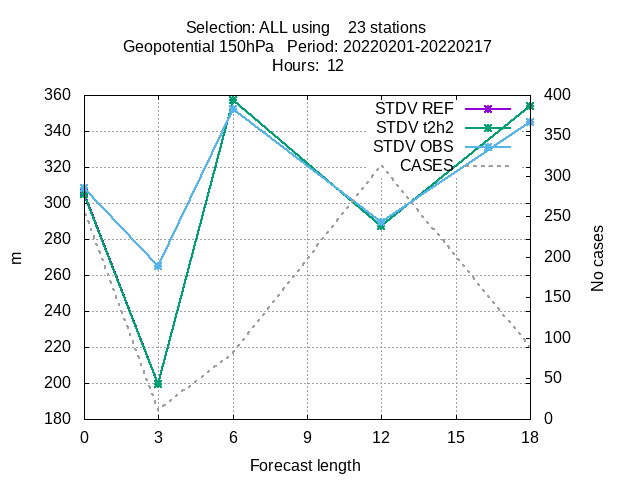 Selection: ALL using    23 stations
Geopotential 150hPa   Period: 20220201-20220217
Hours:  12
360
340
320
300
280
260
240
220
200
180
400
350
300
250
200
150
100
50
0
STDV REF
STDV t2h2
STDV OBS
CASES
m
No cases
0 3 6 9 12 15 18
Forecast length